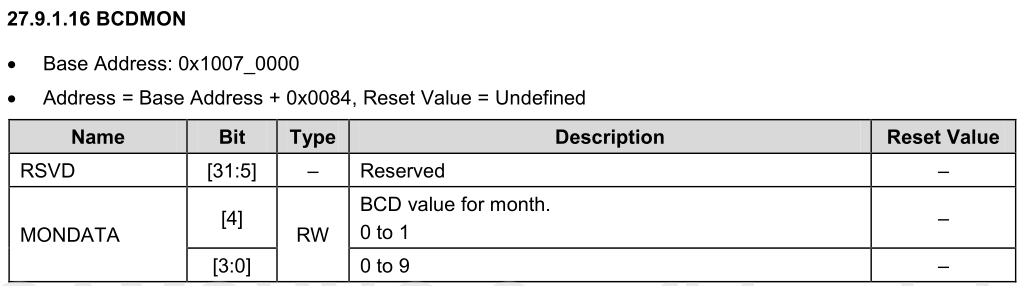 27.9.1.16 BCDMON
• Base Address: 0x1007_0000
• Address = Base Address + 0x0084, Reset Value = Undefined
Name Bit Type Description Reset Value
RSVD [31:5] – Reserved –
MONDATA [4] RW BCD value for month. –
0 to 1
[3:0] 0 to 9 –